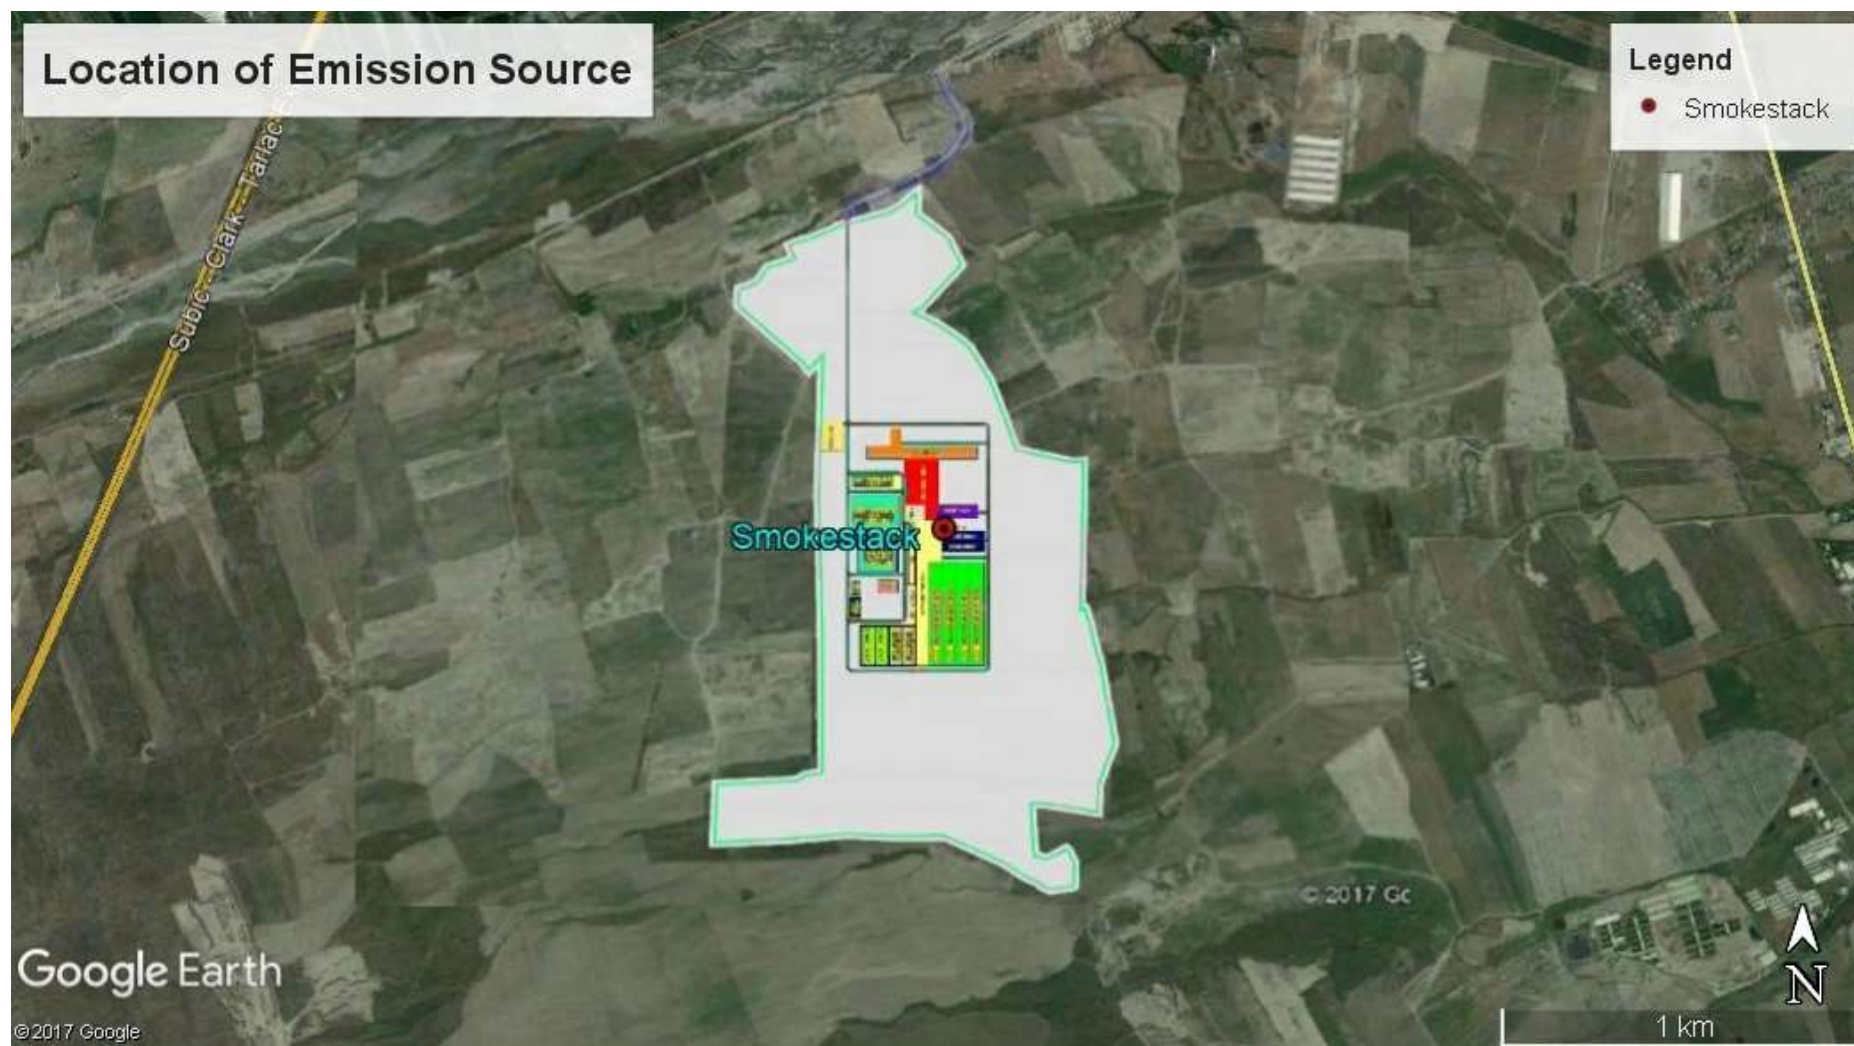 Location of Emission Source
Legend
Smokestack
Subic - Clark - Tarlac
Smokestack
© 2017 Gc
Google Earth
N
© 2017 Google
1 km